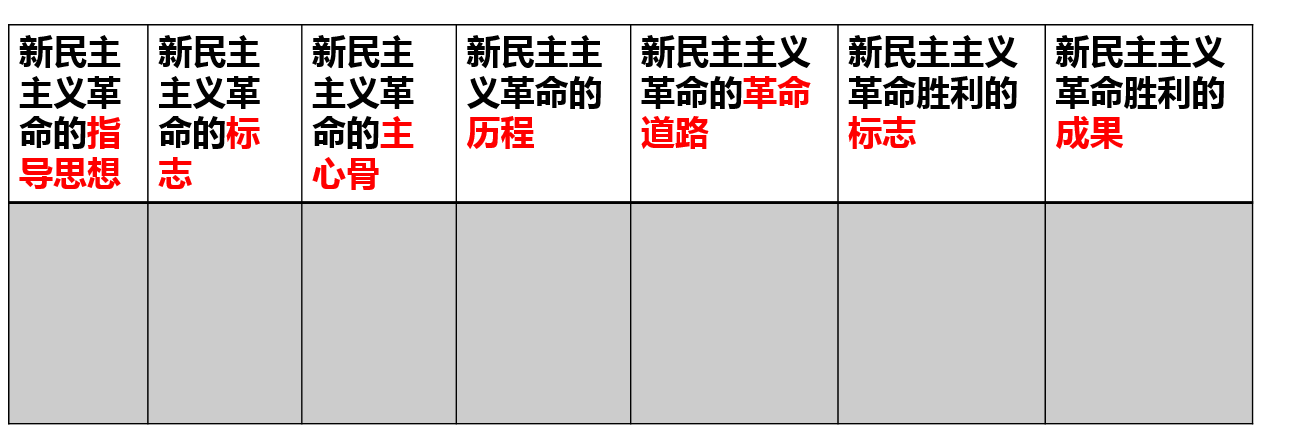 新民主
主义革
命的指
导思想
新民主
主义革
命的标
志
新民主
主义革
命的主
心骨
新民主主
义革命的
历程
新民主主义
革命的革命
道路
新民主主义
革命胜利的
标志
新民主主义
革命胜利的
成果